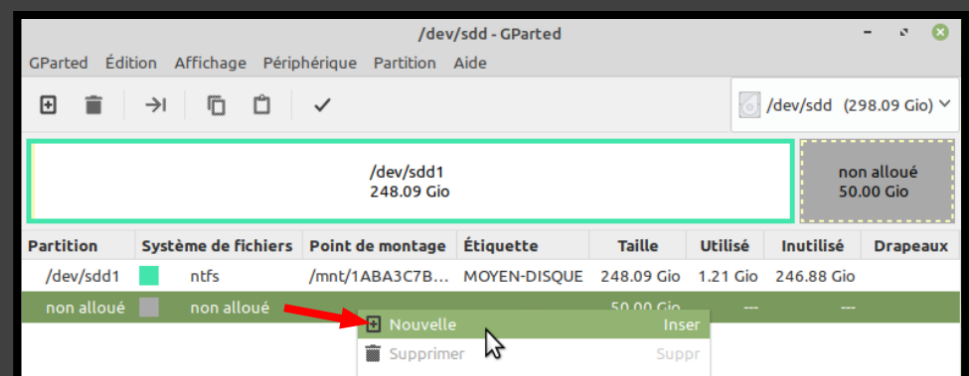 /dev/sdd - GParted
GParted Édition Affichage Périphérique Partition Aide
/dev/sdd (298.09 Gio)
/dev/sdd1
248.09 Gio
non alloué
50.00 Gio
Partition Système de fichiers Point de montage Étiquette Taille Utilisé Inutilisé Drapeaux
/dev/sdd1 ntfs /mnt/1ABA3C7B... MOYEN-DISQUE 248.09 Gio 1.21 Gio 246.88 Gio
non alloué non alloué 50.00 Gio --- ---
Nouvelle Inser
Supprimer Suppr